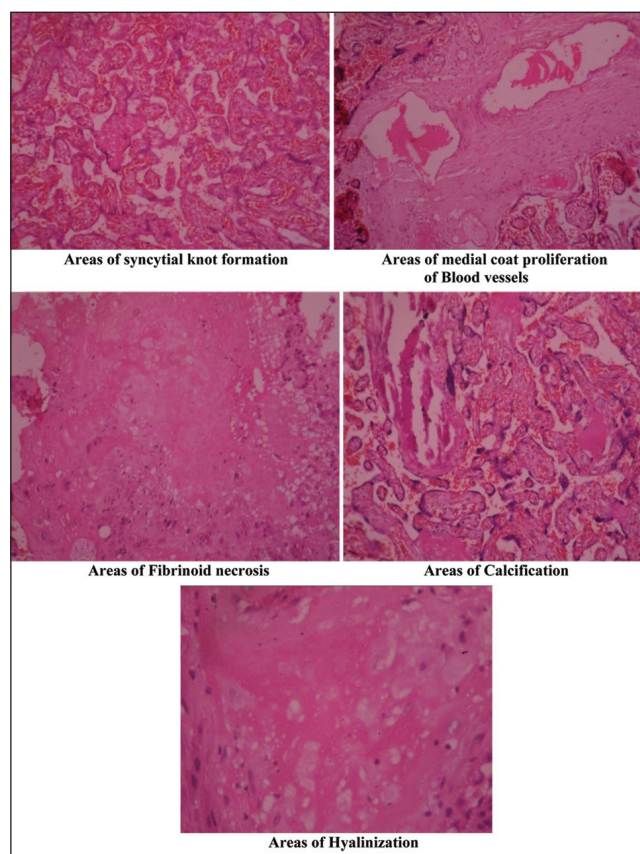 Areas of syncytial knot formation
Areas of medial coat proliferation
of Blood vessels
Areas of Fibrinoid necrosis
Areas of Calcification
Areas of Hyalinization